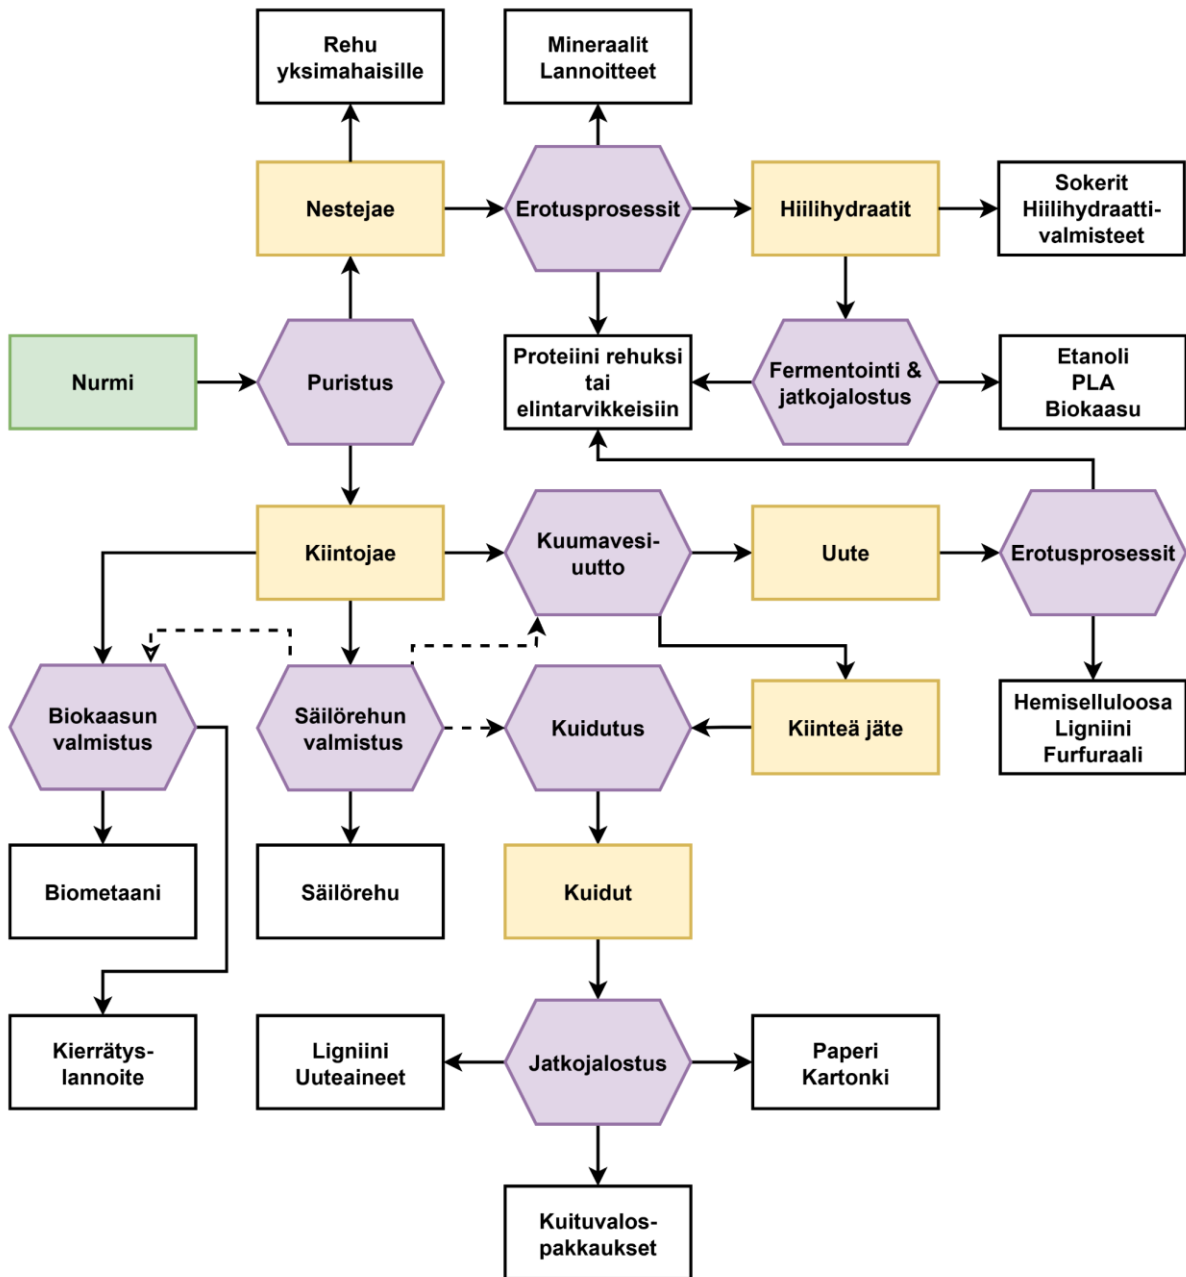 Rehu
yksimahaisille
Mineraalit
Lannoitteet
Nestejae
Erotusprosessit
Hiilihydraatit
Sokerit
Hiilihydraatti-
valmisteet
Nurmi
Puristus
Proteiini rehuksi
tai
elintarvikkeisiin
Fermentointi &
jatkojalostus
Etanoli
PLA
Biokaasu
Kiintojae
Kuumavesi-
uutto
Uute
Erotusprosessit
Biokaasun
valmistus
Säilörehun
valmistus
Kuidutus
Kiinteä jäte
Hemiselluloosa
Ligniini
Furfuraali
Biometaani
Säilörehu
Kuidut
Kierrätys-
lannoite
Ligniini
Uuteaineet
Jatkojalostus
Paperi
Kartonki
Kuituvalos-
pakkaukset